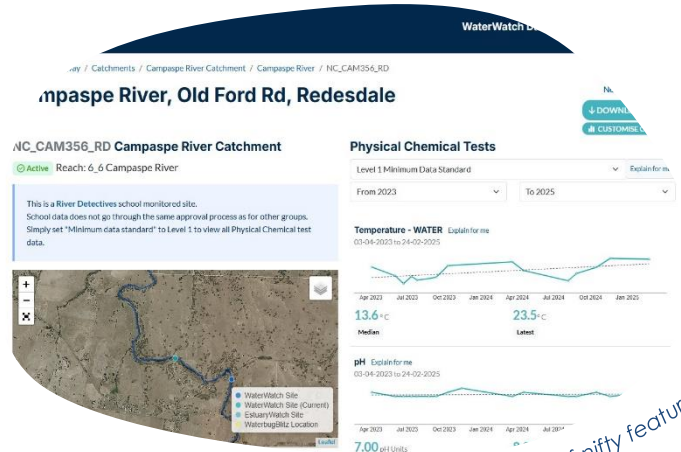 WaterWatch
/ Catchments / Campaspe River Catchment / Campaspe River / NC_CAM356_RD
mpaspe River, Old Ford Rd, Redesdale
CUSTOMISE
NC_CAM356_RD Campaspe River Catchment
Active Reach: 6_6 Campaspe River
This is a River Detectives school monitored site.
School data does not go through the same approval process as for other groups.
Simply set "Minimum data standard" to Level 1 to view all Physical Chemical test
data.
+
−
WaterWatch Site
WaterWatch Site (Current)
EstuaryWatch Site
WaterbugBlitz Location
Leaflet
Physical Chemical Tests
Level 1 Minimum Data Standard
Explain for
From 2023
To 2025
Temperature - WATER Explain for me
03-04-2023 to 24-02-2025
Apr 2023 Jul 2023 Oct 2023 Jan 2024 Apr 2024 Jul 2024 Oct 2024 Jan 2025
13.6°C 23.5°C
Median Latest
pH Explain for me
03-04-2023 to 24-02-2025
Apr 2023 Jul 2023 Oct 2023 Jan 2024 Apr 2024 Jul
7.00 pH Units
nifty featur